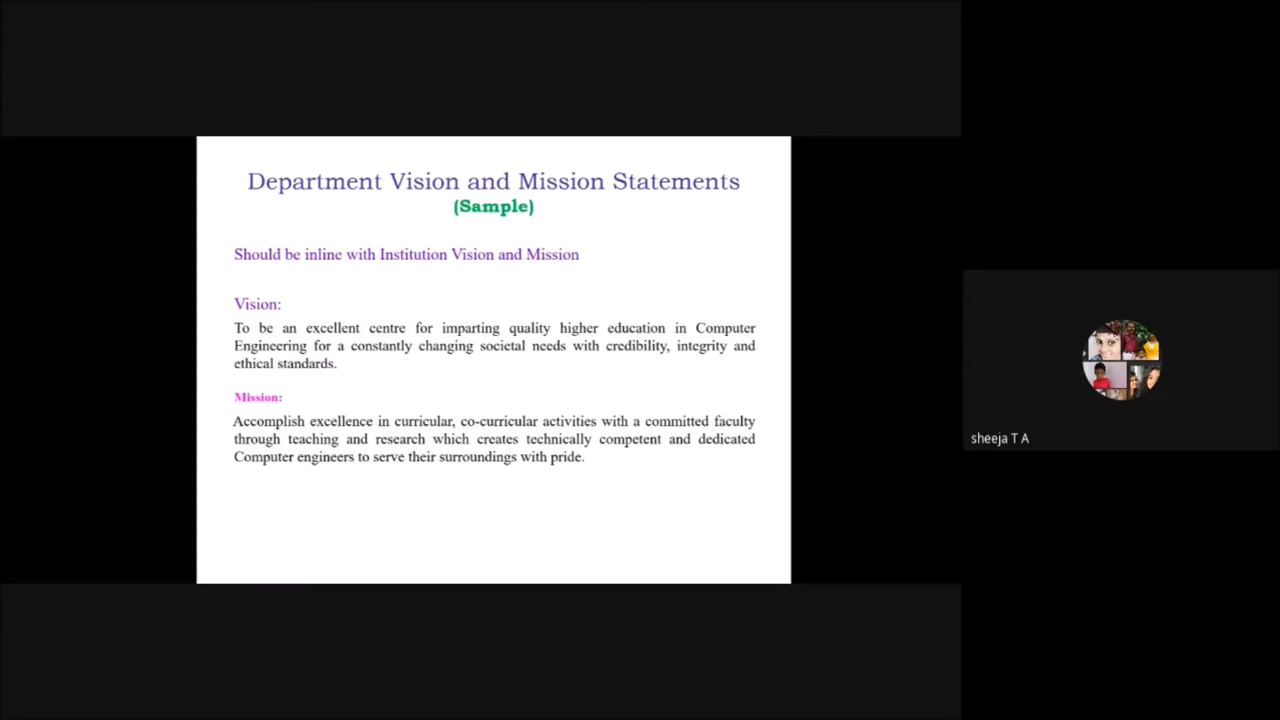 Department Vision and Mission Statements
(Sample)
Should be inline with Institution Vision and Mission
Vision:
To be an excellent centre for imparting quality higher education in Computer
Engineering for a constantly changing societal needs with credibility, integrity and
ethical standards.
Mission:
Accomplish excellence in curricular, co-curricular activities with a committed faculty
through teaching and research which creates technically competent and dedicated
Computer engineers to serve their surroundings with pride.
sheeja T A